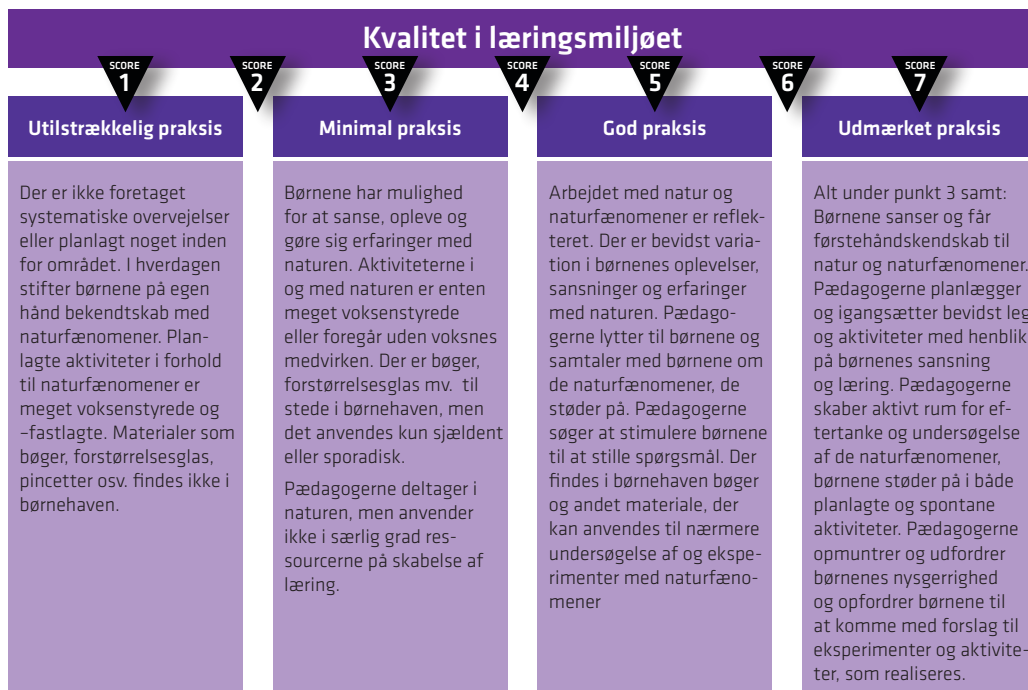 Kvalitet i læringsmiljøet
SCORE
1
SCORE
2
SCORE
3
SCORE
4
SCORE
5
SCORE
6
SCORE
7
Utilstrækkelig praksis
Der er ikke foretaget
systematiske overvejelser
eller planlagt noget inden
for området. I hverdagen
stifter børnene på egen
hånd bekendtskab med
naturfænomener. Plan-
lagte aktiviteter i forhold
til naturfænomener er
meget voksenstyrede og
–fastlagte. Materialer som
bøger, forstørrelsesglas,
pincetter osv. findes ikke i
børnehaven.
Minimal praksis
Børnene har mulighed
for at sanse, opleve og
gøre sig erfaringer med
naturen. Aktiviteterne i
og med naturen er enten
meget voksenstyrede
eller foregår uden voksnes
medvirken. Der er bøger,
forstørrelsesglas mv. til
stede i børnehaven, men
det anvendes kun sjældent
eller sporadisk.
Pædagogerne deltager i
naturen, men anvender
ikke i særlig grad res-
sourcerne på skabelse af
læring.
God praksis
Arbejdet med natur og
naturfænomener er reflek-
teret. Der er bevidst varia-
tion i børnenes oplevelser,
sansninger og erfaringer
med naturen. Pædago-
gerne lytter til børnene og
samtaler med børnene om
de naturfænomener, de
støder på. Pædagogerne
søger at stimulere børnene
til at stille spørgsmål. Der
findes i børnehaven bøger
og andet materiale, der
kan anvendes til nærmere
undersøgelse af og ekspe-
rimenter med naturfæno-
mener
Udmærket praksis
Alt under punkt 3 samt:
Børnene sanser og får
førstehåndskendskab til
natur og naturfænomener.
Pædagogerne planlægger
og igangsætter bevidst leg
og aktiviteter med henblik
på børnenes sansning
og læring. Pædagogerne
skaber aktivt rum for ef-
tertanke og undersøgelse
af de naturfænomener,
børnene støder på i både
planlagte og spontane
aktiviteter. Pædagogerne
opmuntrer og udfordrer
børnenes nysgerrighed
og opfordrer børnene til
at komme med forslag til
eksperimenter og aktivite-
ter, som realiseres.